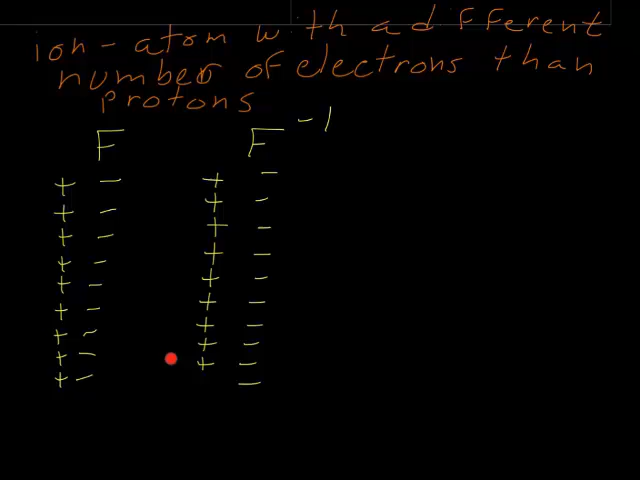 ion - atom with a different
number of electrons than
protons
F F⁻¹
+ - + -
+ - + -
+ - + -
+ - + -
+ - + -
+ - + -
+ - + -
+ - + -
+ - + -
-